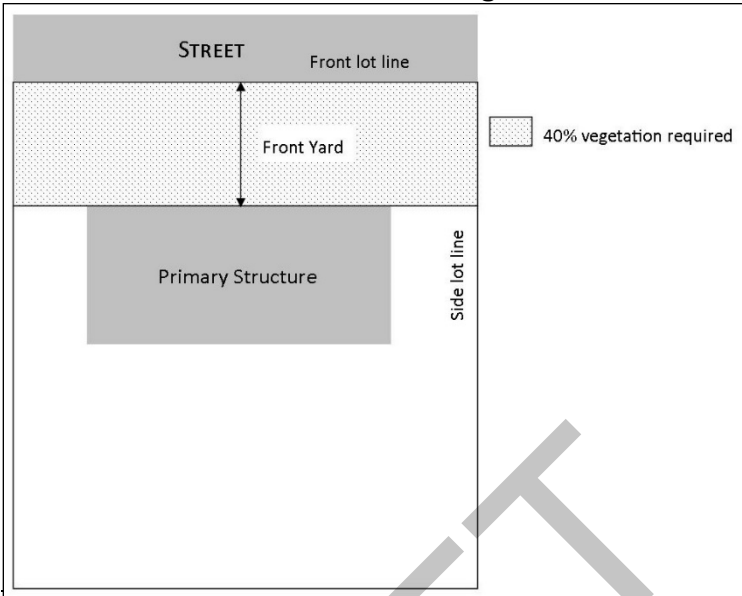 STREET
Front lot line
Front Yard
40% vegetation required
Primary Structure
Side lot line